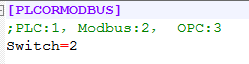 [PLCORMODBUS]
;PLC:1, Modbus:2,  OPC:3
Switch=2